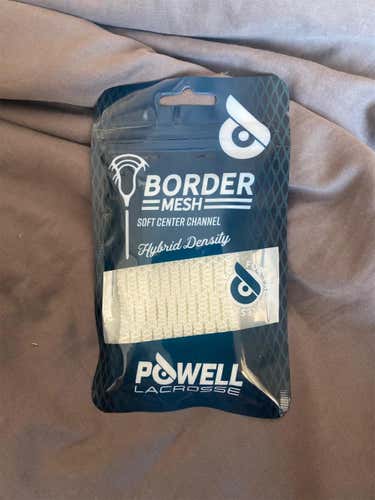 BORDER
MESH
SOFT CENTER CHANNEL
Hybrid Density
POWELL
LACROSSE